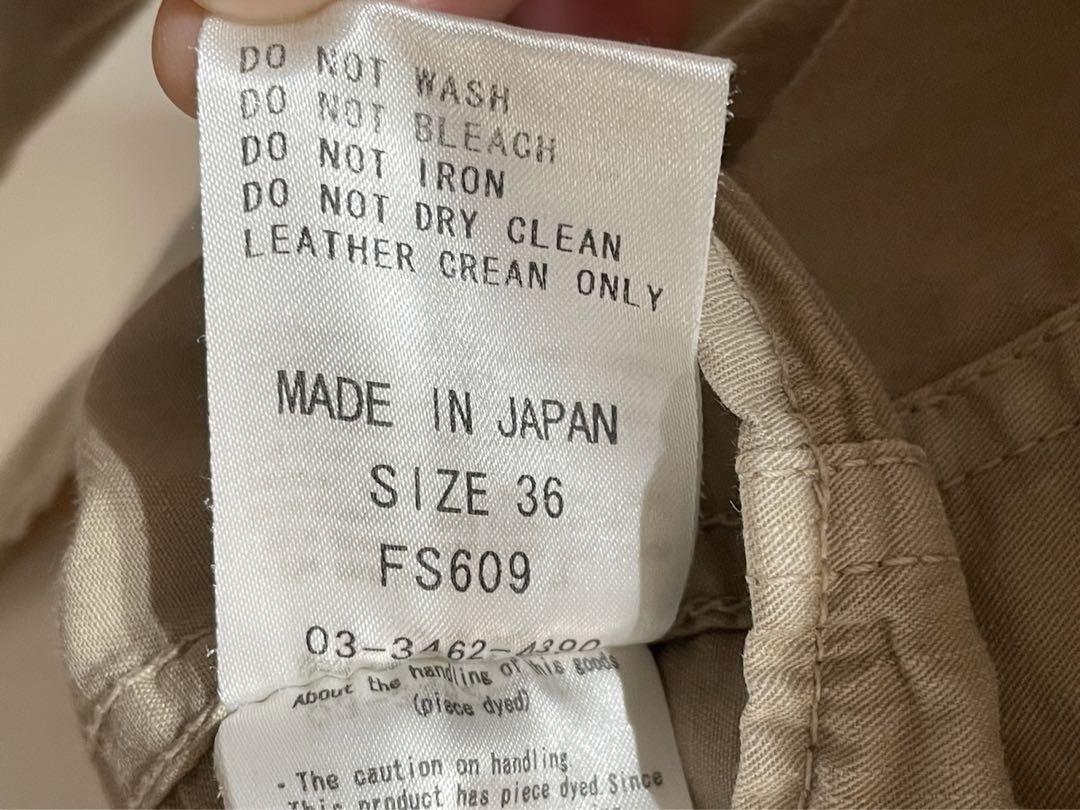 DO NOT WASH
DO NOT BLEACH
DO NOT IRON
DO NOT DRY CLEAN
LEATHER CREAN ONLY
MADE IN JAPAN
SIZE 36
FS609
03-3462-4390
About the handling of his goods
(piece dyed)
- The caution on handling
This product has piece dyed.Since